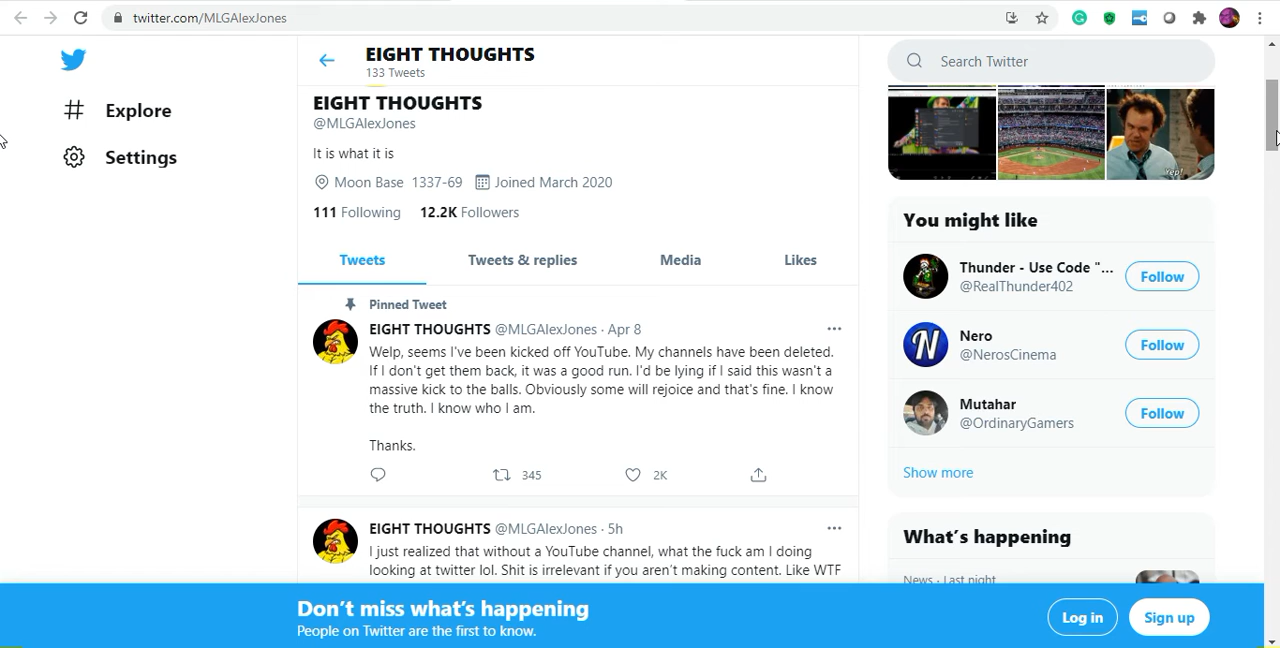 twitter.com/MLGAlexJones
EIGHT THOUGHTS
133 Tweets
Search Twitter
Explore
Settings
EIGHT THOUGHTS
@MLGAlexJones
It is what it is
Moon Base 1337-69 Joined March 2020
111 Following 12.2K Followers
Tweets Tweets & replies Media Likes
Pinned Tweet
EIGHT THOUGHTS @MLGAlexJones · Apr 8
Welp, seems I've been kicked off YouTube. My channels have been deleted.
If I don't get them back, it was a good run. I'd be lying if I said this wasn't a
massive kick to the balls. Obviously some will rejoice and that's fine. I know
the truth. I know who I am.
Thanks.
345 2K
EIGHT THOUGHTS @MLGAlexJones · 5h
I just realized that without a YouTube channel, what the fuck am I doing
looking at twitter lol. Shit is irrelevant if you aren't making content. Like WTF
yep!
You might like
Thunder - Use Code "...
@RealThunder402
Follow
Nero
@NerosCinema
Follow
Mutahar
@OrdinaryGamers
Follow
Show more
What's happening
News · Last night
Don't miss what's happening
People on Twitter are the first to know.
Log in
Sign up